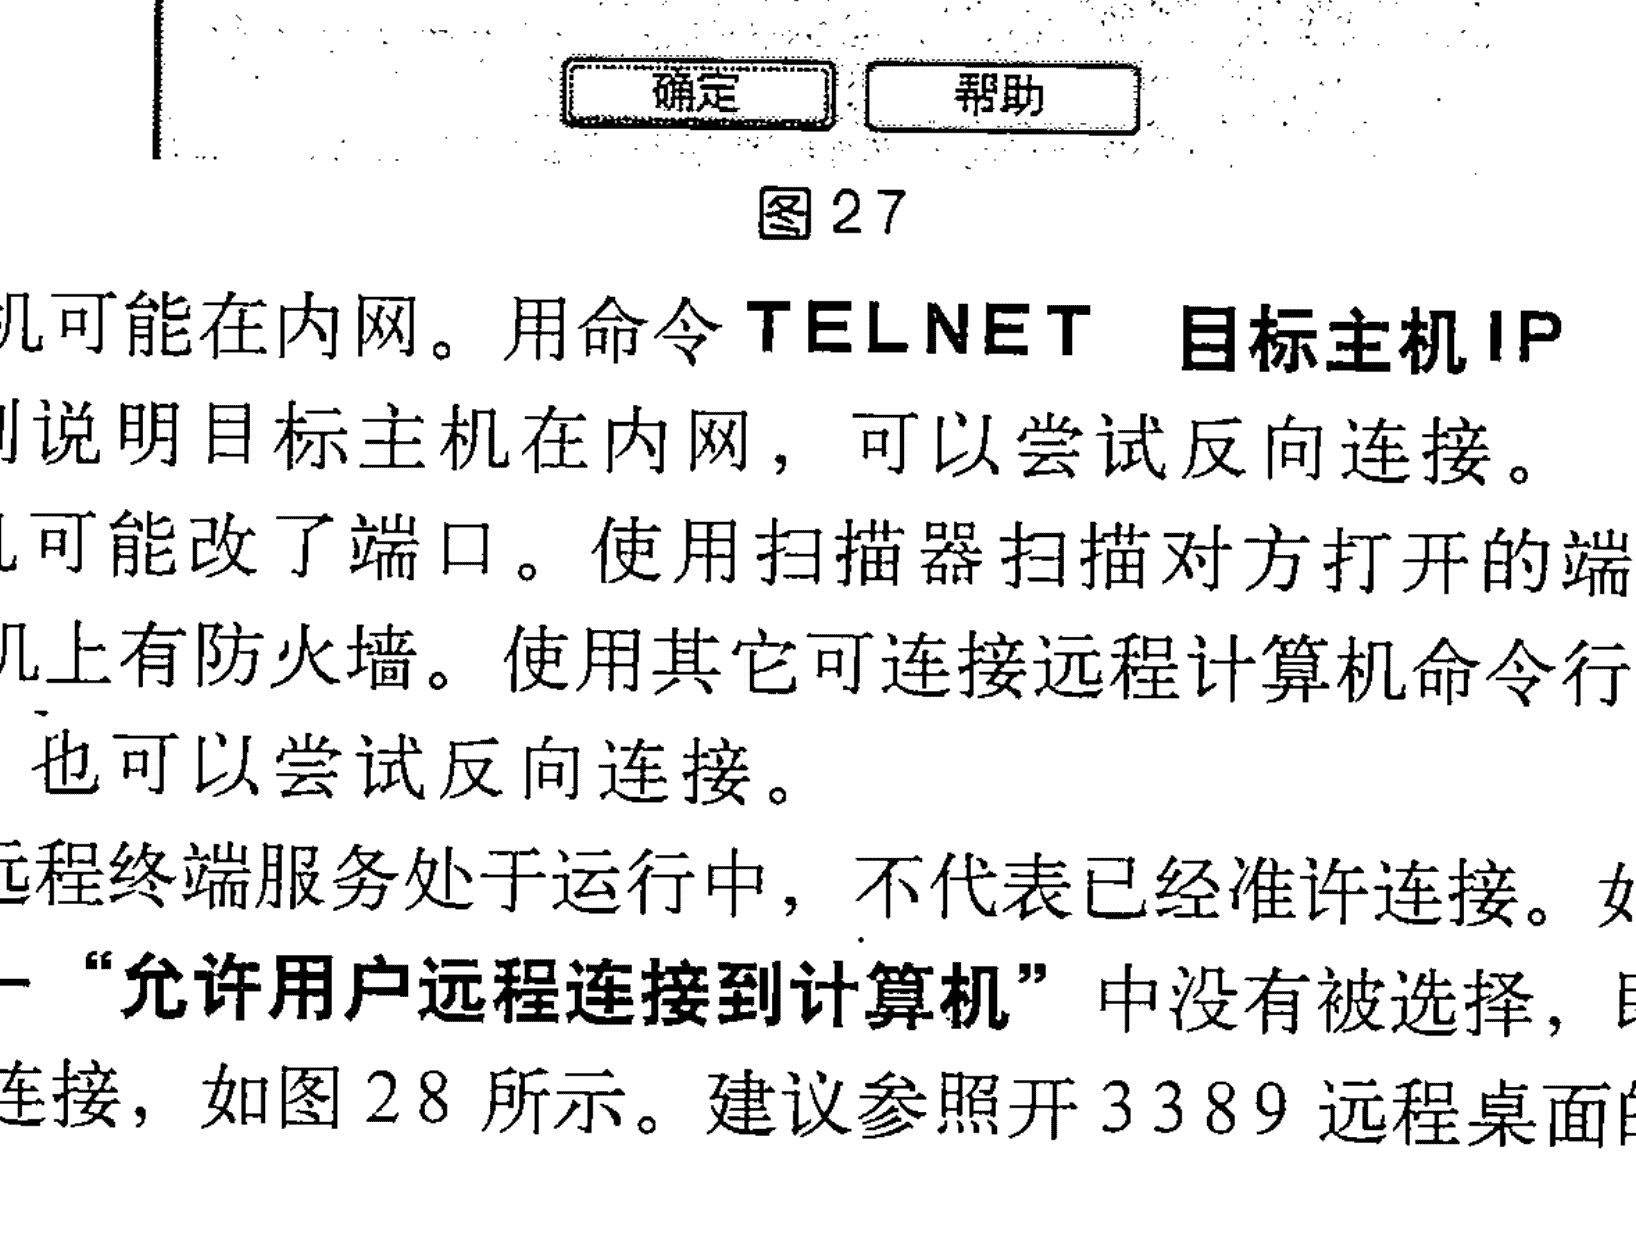 确定 帮助
图27
机可能在内网。用命令TELNET 目标主机IP
说明目标主机在内网，可以尝试反向连接。
机可能改了端口。使用扫描器扫描对方打开的端
机上有防火墙。使用其它可连接远程计算机命令行
也可以尝试反向连接。
远程终端服务处于运行中，不代表已经准许连接。如
—“允许用户远程连接到计算机”中没有被选择，
连接，如图28所示。建议参照开3389远程桌面的